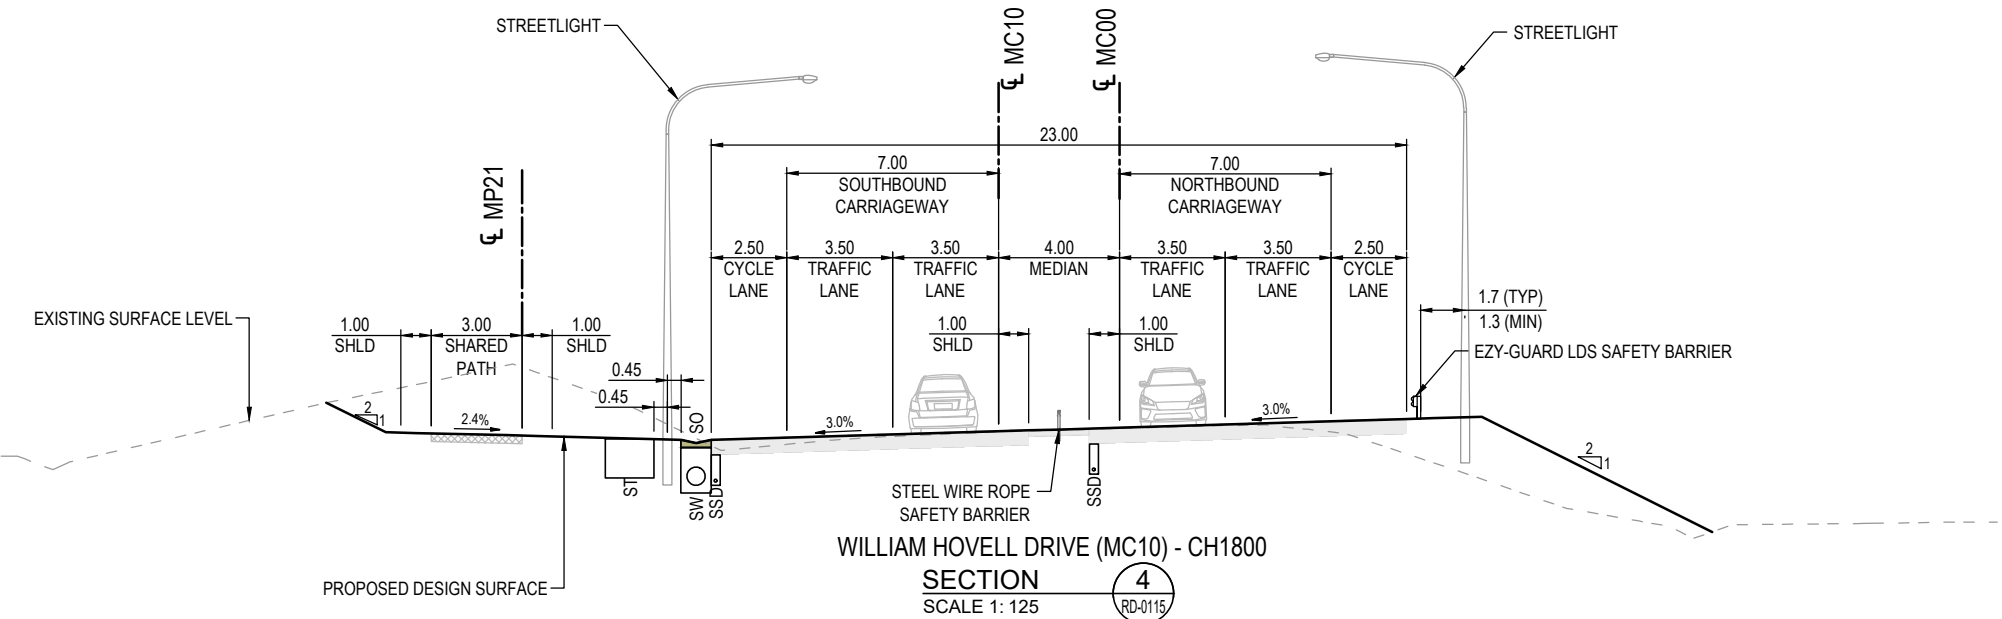 STREETLIGHT
℄ MC10
℄ MC00
STREETLIGHT
23.00
7.00
SOUTHBOUND
CARRIAGEWAY
7.00
NORTHBOUND
CARRIAGEWAY
℄ MP21
2.50
CYCLE
LANE
3.50
TRAFFIC
LANE
3.50
TRAFFIC
LANE
4.00
MEDIAN
3.50
TRAFFIC
LANE
3.50
TRAFFIC
LANE
2.50
CYCLE
LANE
1.7 (TYP)
1.3 (MIN)
EXISTING SURFACE LEVEL
1.00
SHLD
3.00
SHARED
PATH
1.00
SHLD
1.00
SHLD
1.00
SHLD
EZY-GUARD LDS SAFETY BARRIER
0.45
0.45
2
1
2.4%
SO
3.0%
3.0%
2
1
ST
SW
SSD
SSD
STEEL WIRE ROPE
SAFETY BARRIER
PROPOSED DESIGN SURFACE
WILLIAM HOVELL DRIVE (MC10) - CH1800
SECTION
4
SCALE 1: 125
RD-0115